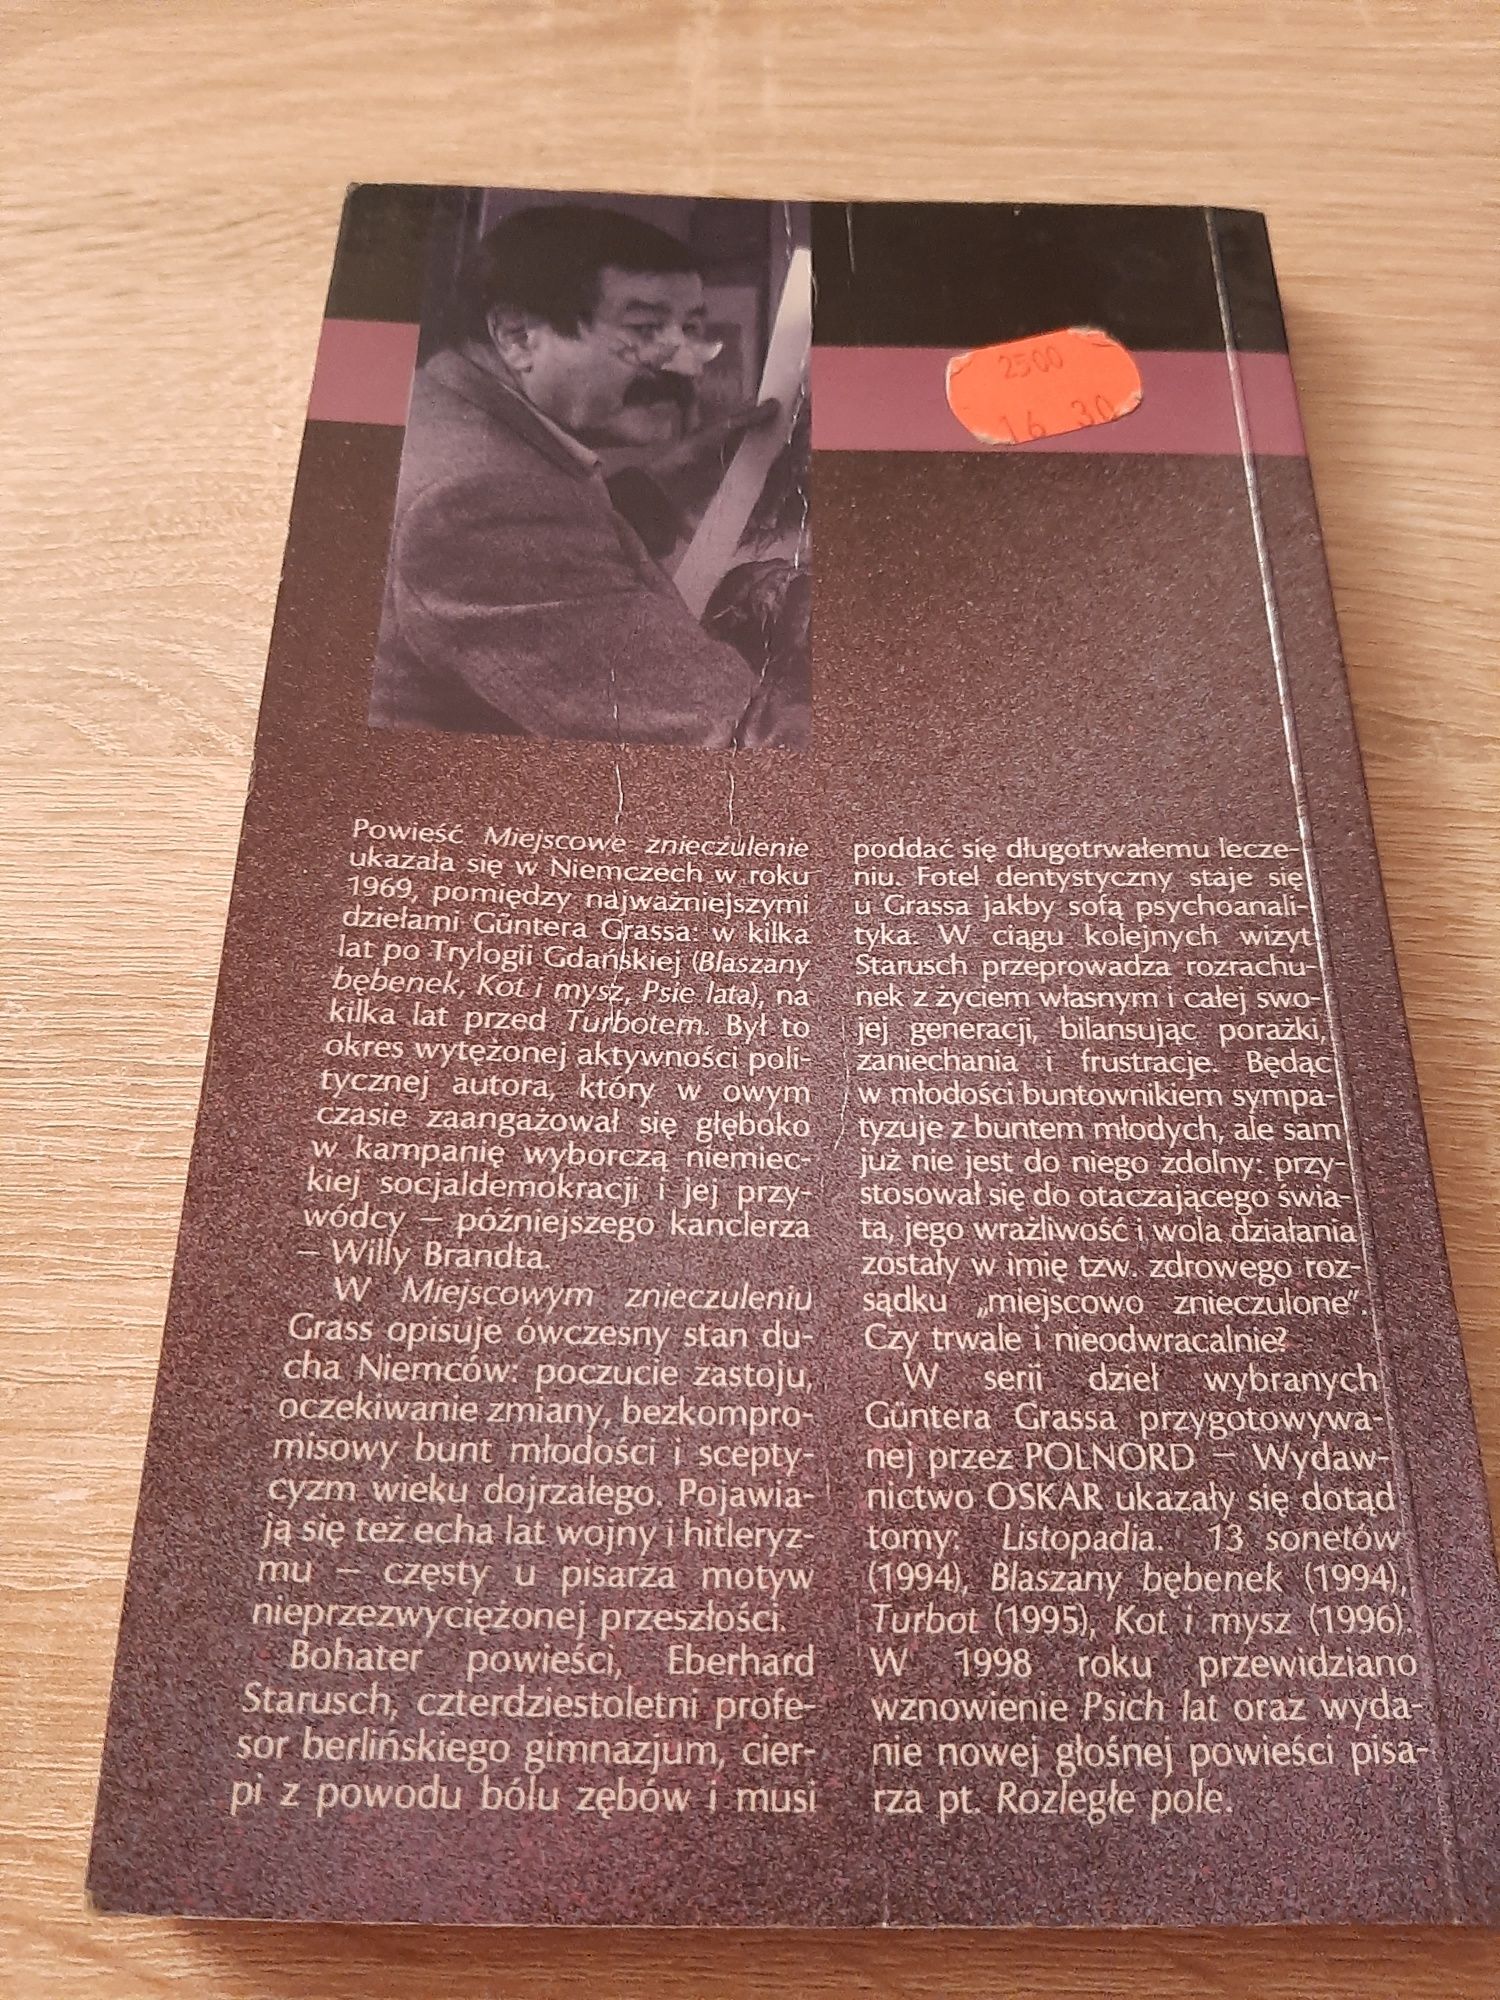 2500
16 30
Powieść Miejscowe znieczulenie
ukazała się w Niemczech w roku
1969, pomiędzy najważniejszymi
dziełami Güntera Grassa: w kilka
lat po Trylogii Gdańskiej (Blaszany
bębenek, Kot i mysz, Psie lata), na
kilka lat przed Turbotem. Był to
okres wytężonej aktywności poli-
tycznej autora, który w owym
czasie zaangażował się głęboko
w kampanię wyborczą niemiec-
kiej socjaldemokracji i jej przy-
wódcy – późniejszego kanclerza
– Willy Brandta.
W Miejscowym znieczuleniu
Grass opisuje ówczesny stan du-
cha Niemców: poczucie zastoju,
oczekiwanie zmiany, bezkompro-
misowy bunt młodości i scepty-
cyzm wieku dojrzałego. Pojawia-
ją się też echa lat wojny i hitleryz-
mu – częsty u pisarza motyw
nieprzezwyciężonej przeszłości.
Bohater powieści, Eberhard
Starusch, czterdziestoletni profe-
sor berlińskiego gimnazjum, cier-
pi z powodu bólu zębów i musi
poddać się długotrwałemu lecze-
niu. Fotel dentystyczny staje się
u Grassa jakby sofą psychoanali-
tyka. W ciągu kolejnych wizyt
Starusch przeprowadza rozrachu-
nek z życiem własnym i całej swo-
jej generacji, bilansując porażki,
zaniechania i frustracje. Będąc
w młodości buntownikiem sympa-
tyzuje z buntem młodych, ale sam
już nie jest do niego zdolny: przy-
stosował się do otaczającego świa-
ta, jego wrażliwość i wola działania
zostały w imię tzw. zdrowego roz-
sądku „miejscowo znieczulone”.
Czy trwale i nieodwracalnie?
W serii dzieł wybranych
Güntera Grassa przygotowywa-
nej przez POLNORD – Wydaw-
nictwo OSKAR ukazały się dotąd
tomy: Listopadia. 13 sonetów
(1994), Blaszany bębenek (1994),
Turbot (1995), Kot i mysz (1996).
W 1998 roku przewidziano
wznowienie Psich lat oraz wyda-
nie nowej głośnej powieści pisa-
rza pt. Rozległe pole.